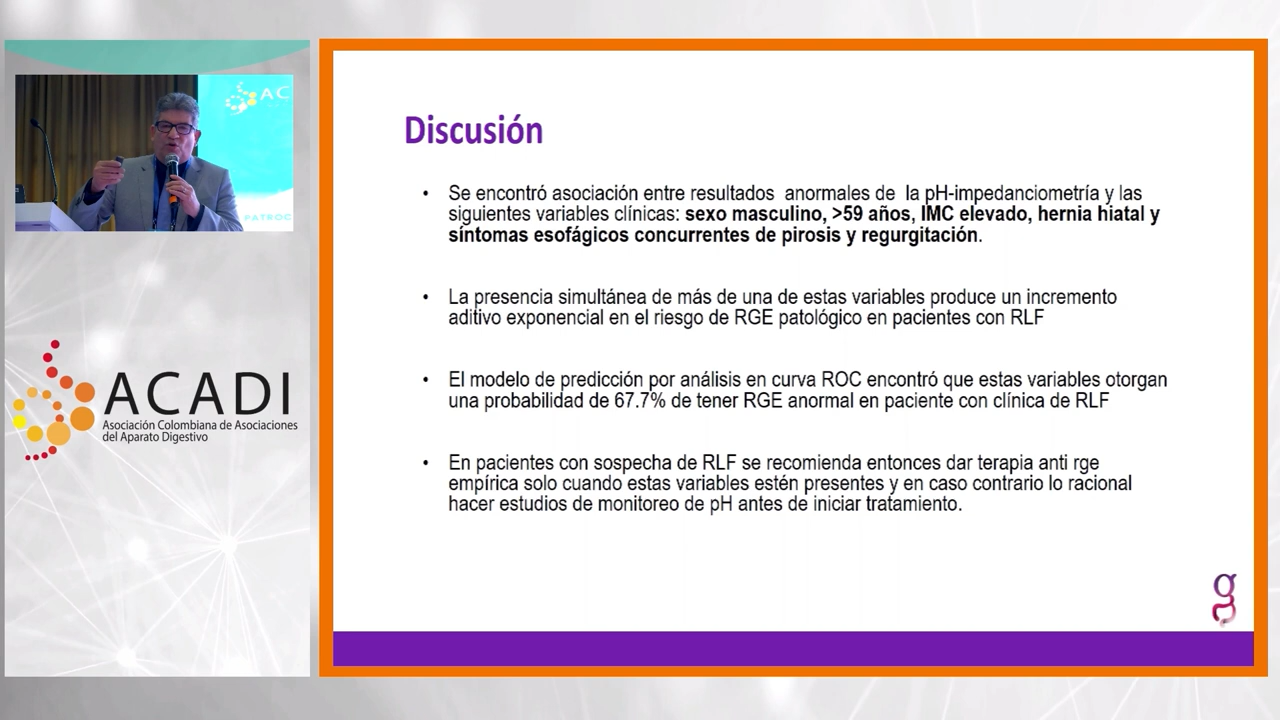 AC
PATROC
ACADI
Asociación Colombiana de Asociaciones
del Aparato Digestivo
Discusión
• Se encontró asociación entre resultados  anormales de  la pH-impedanciometría y las
siguientes variables clínicas: sexo masculino, >59 años, IMC elevado, hernia hiatal y
síntomas esofágicos concurrentes de pirosis y regurgitación.
• La presencia simultánea de más de una de estas variables produce un incremento
aditivo exponencial en el riesgo de RGE patológico en pacientes con RLF
• El modelo de predicción por análisis en curva ROC encontró que estas variables otorgan
una probabilidad de 67.7% de tener RGE anormal en paciente con clínica de RLF
• En pacientes con sospecha de RLF se recomienda entonces dar terapia anti rge
empírica solo cuando estas variables estén presentes y en caso contrario lo racional
hacer estudios de monitoreo de pH antes de iniciar tratamiento.